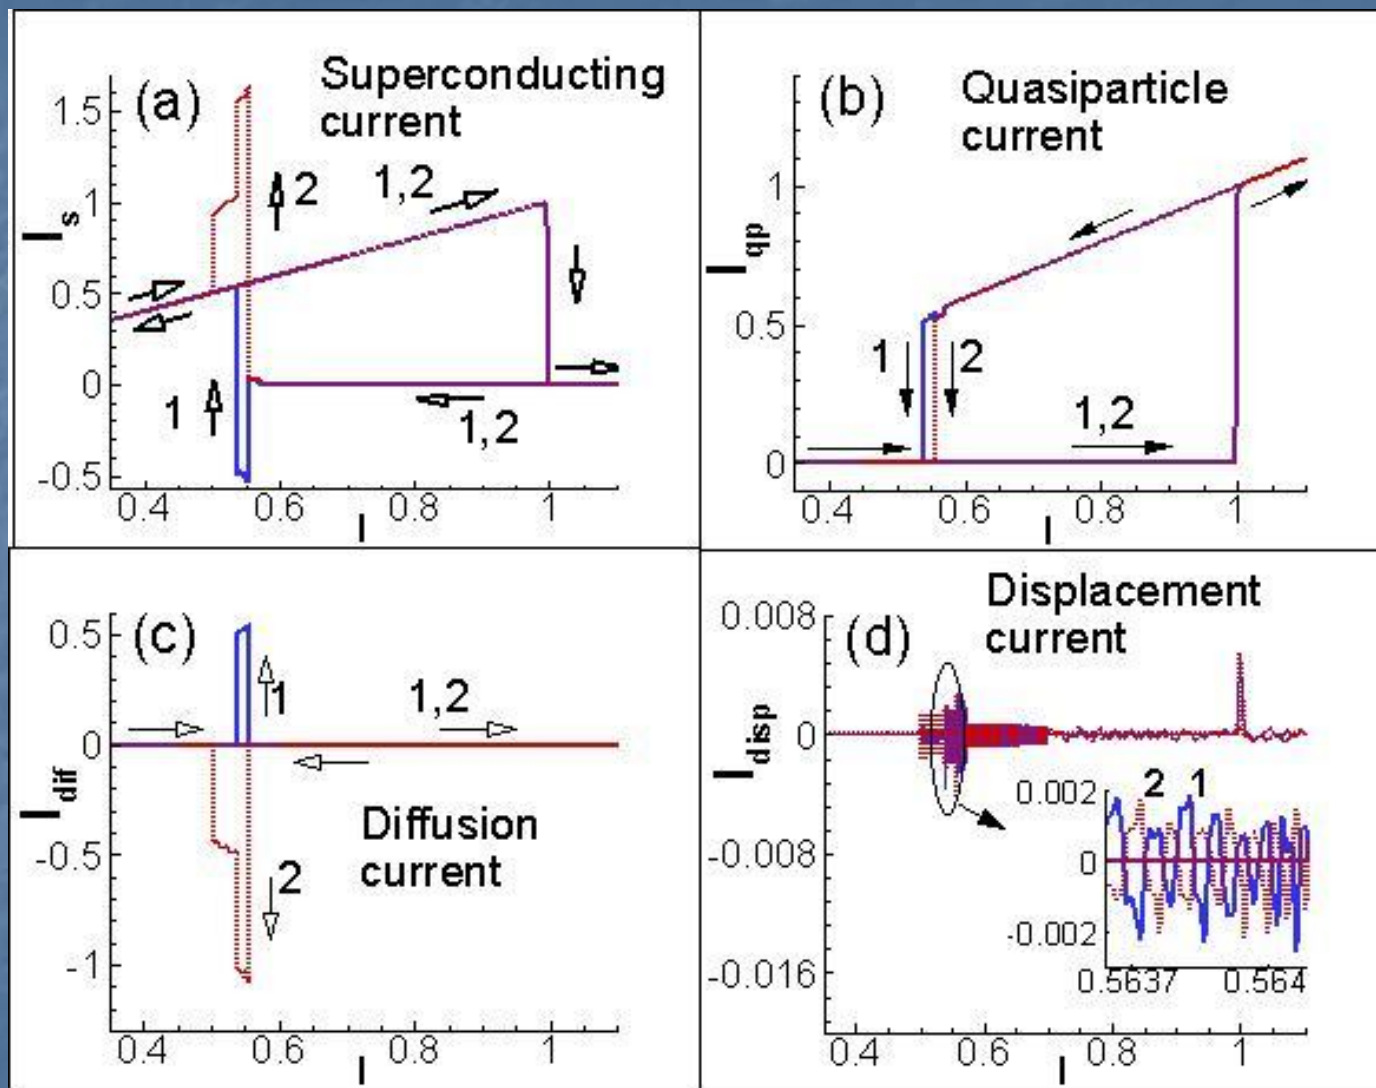 (a)
Superconducting
current
1.5
1
0.5
0
-0.5
I_s
2
1,2
1
1,2
0.4 0.6 0.8 1
I
(b)
Quasiparticle
current
1
0.5
0
I_qp
1 2
1,2
0.4 0.6 0.8 1
I
(c)
0.5
0
-0.5
-1
I_dif
1
1,2
Diffusion
current
2
0.4 0.6 0.8 1
I
(d)
Displacement
current
0.008
0
-0.008
-0.016
I_disp
2 1
0.002
0
-0.002
0.5637 0.564
0.4 0.6 0.8 1
I